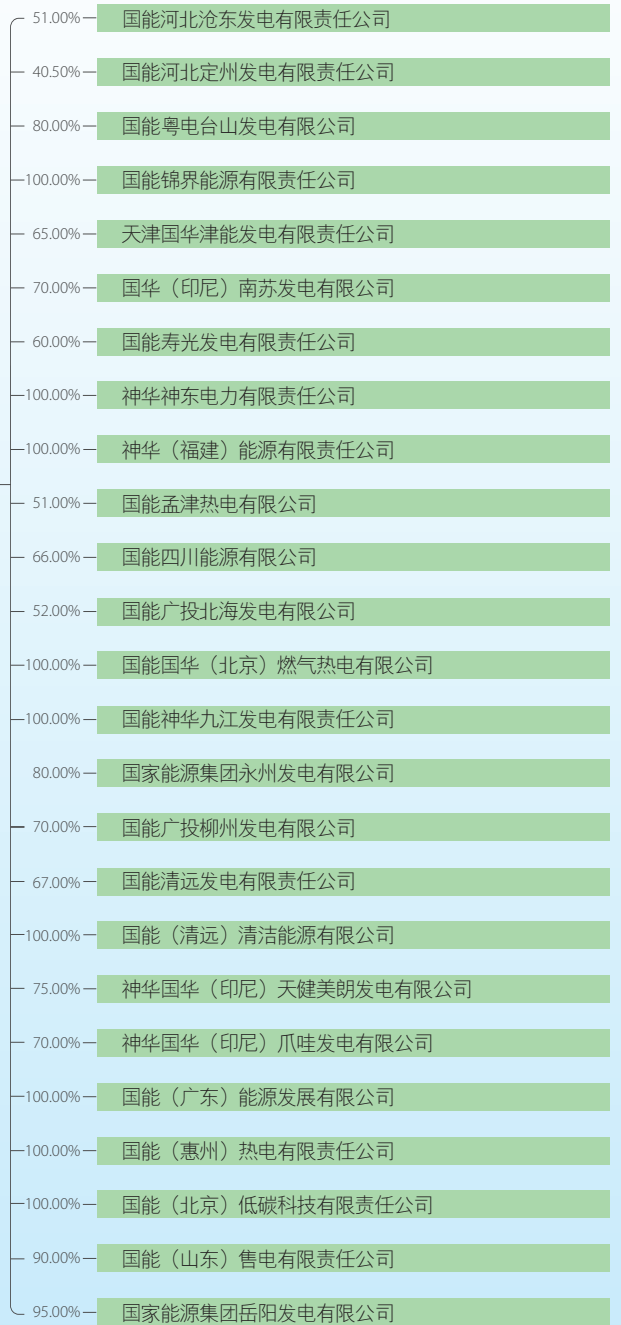 51.00% 国能河北沧东发电有限责任公司
40.50% 国能河北定州发电有限责任公司
80.00% 国能粤电台山发电有限公司
100.00% 国能锦界能源有限责任公司
65.00% 天津国华津能发电有限责任公司
70.00% 国华（印尼）南苏发电有限公司
60.00% 国能寿光发电有限责任公司
100.00% 神华神东电力有限责任公司
100.00% 神华（福建）能源有限责任公司
51.00% 国能孟津热电有限公司
66.00% 国能四川能源有限公司
52.00% 国能广投北海发电有限公司
100.00% 国能国华（北京）燃气热电有限公司
100.00% 国能神华九江发电有限责任公司
80.00% 国家能源集团永州发电有限公司
70.00% 国能广投柳州发电有限公司
67.00% 国能清远发电有限责任公司
100.00% 国能（清远）清洁能源有限公司
75.00% 神华国华（印尼）天健美朗发电有限公司
70.00% 神华国华（印尼）爪哇发电有限公司
100.00% 国能（广东）能源发展有限公司
100.00% 国能（惠州）热电有限责任公司
100.00% 国能（北京）低碳科技有限责任公司
90.00% 国能（山东）售电有限责任公司
95.00% 国家能源集团岳阳发电有限公司